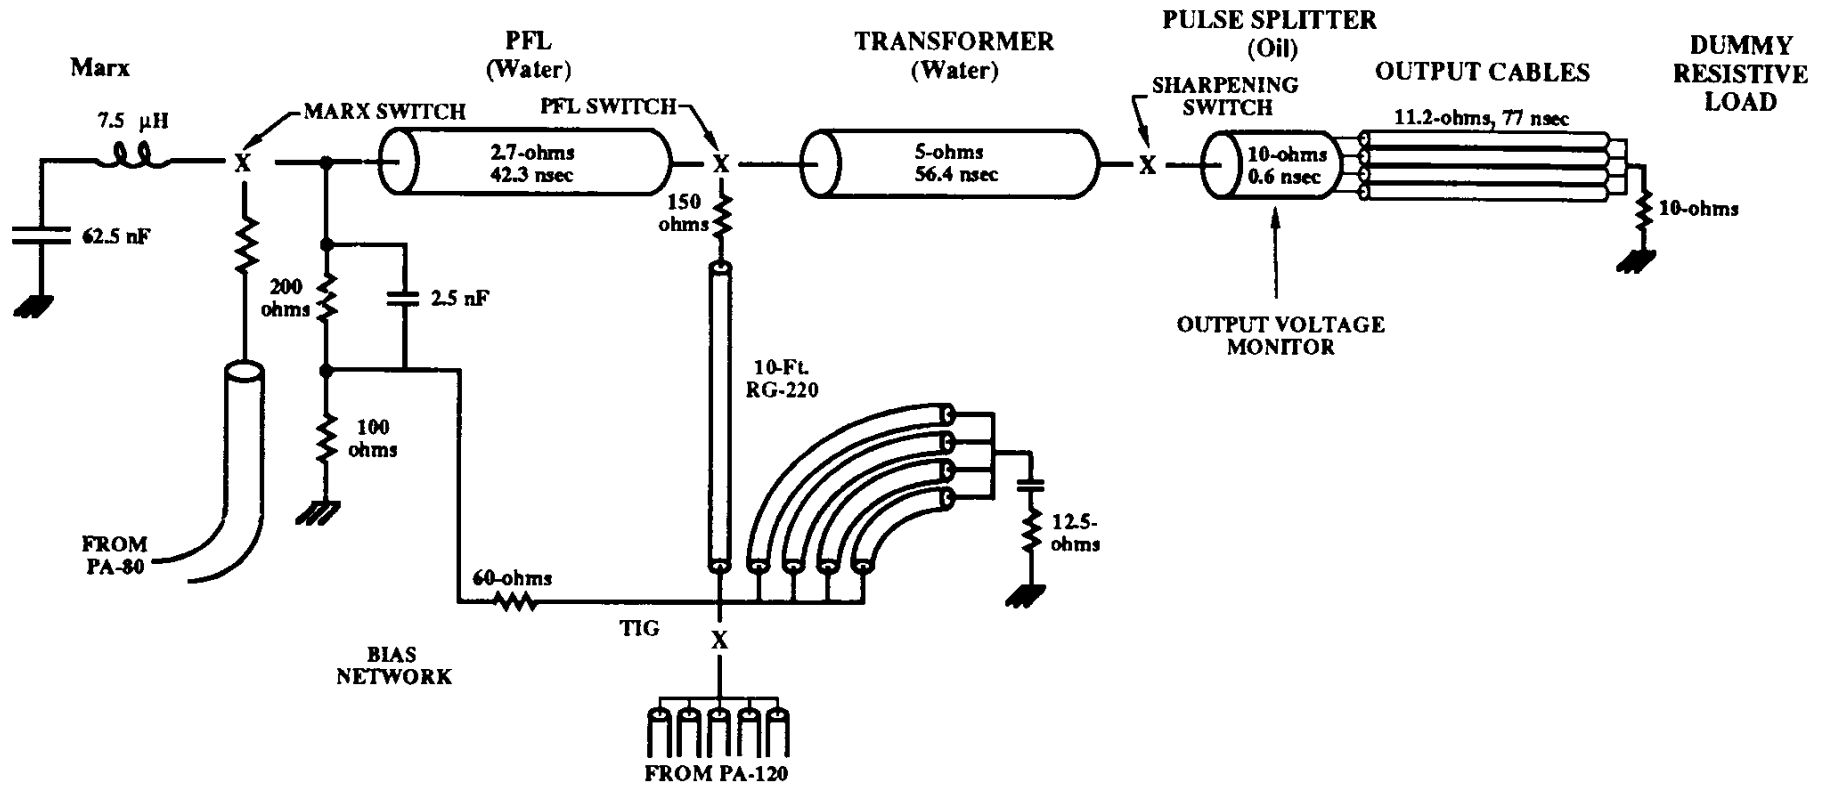 Marx
PFL
(Water)
TRANSFORMER
(Water)
PULSE SPLITTER
(Oil)
OUTPUT CABLES
DUMMY
RESISTIVE
LOAD
7.5 μH
X
MARX SWITCH
PFL SWITCH
X
SHARPENING
SWITCH
X
11.2-ohms, 77 nsec
2.7-ohms
42.3 nsec
5-ohms
56.4 nsec
10-ohms
0.6 nsec
10-ohms
62.5 nF
150
ohms
200
ohms
2.5 nF
OUTPUT VOLTAGE
MONITOR
10-Ft.
RG-220
100
ohms
12.5-
ohms
FROM
PA-80
60-ohms
TIG
X
BIAS
NETWORK
FROM PA-120